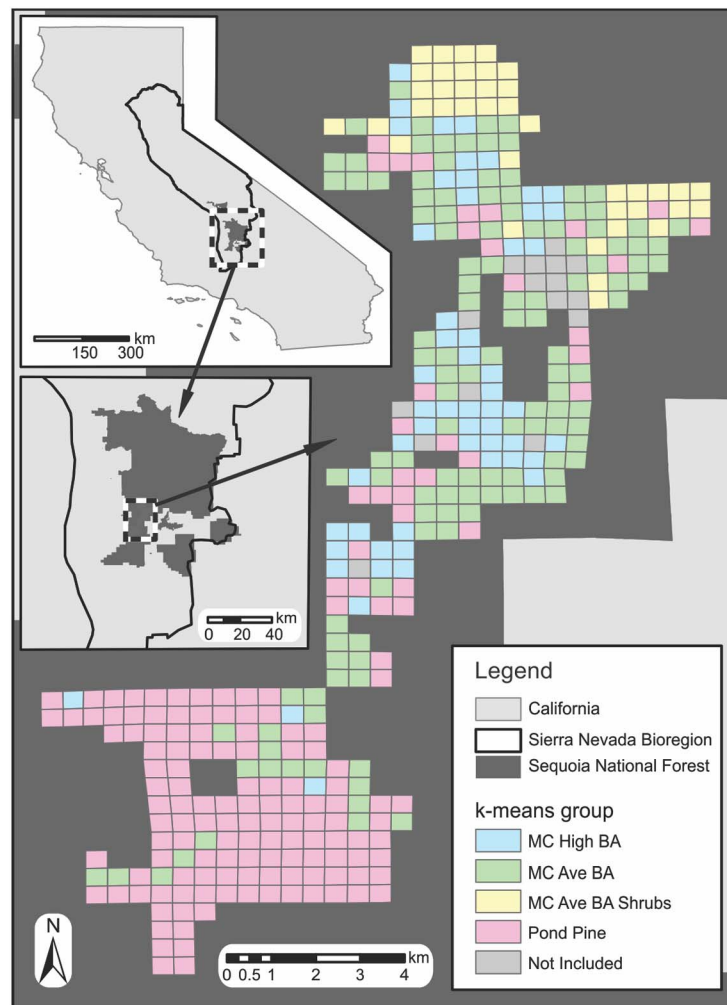 km
150 300
km
0 20 40
Legend
California
Sierra Nevada Bioregion
Sequoia National Forest
k-means group
MC High BA
MC Ave BA
MC Ave BA Shrubs
Pond Pine
Not Included
N
km
0 0.5 1 2 3 4